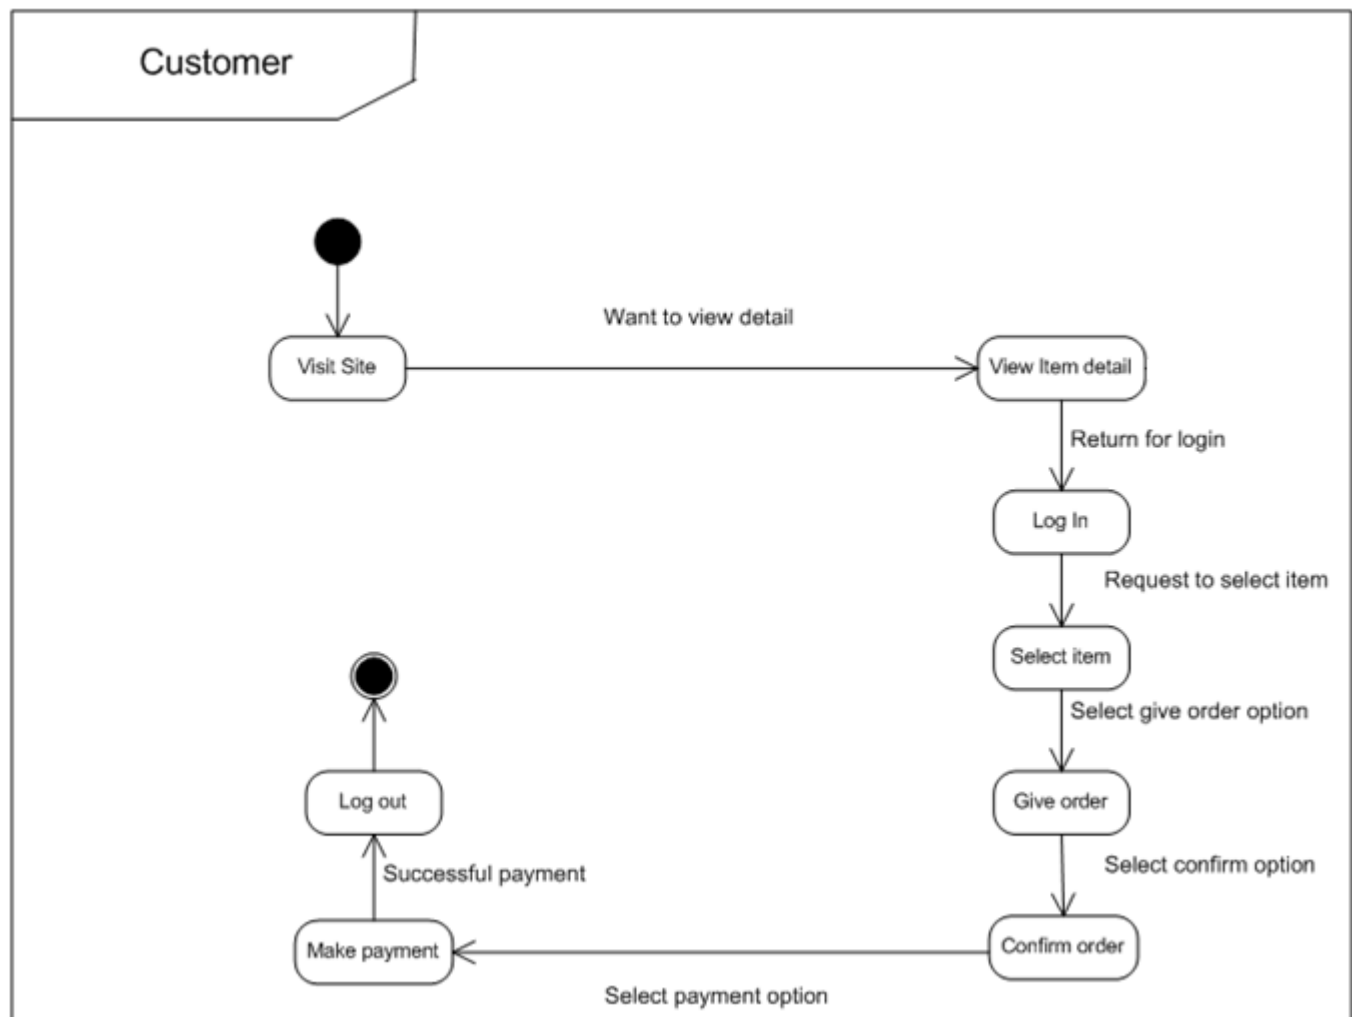 Customer
Want to view detail
Visit Site
View Item detail
Return for login
Log In
Request to select item
Select item
Select give order option
Give order
Select confirm option
Confirm order
Select payment option
Make payment
Successful payment
Log out